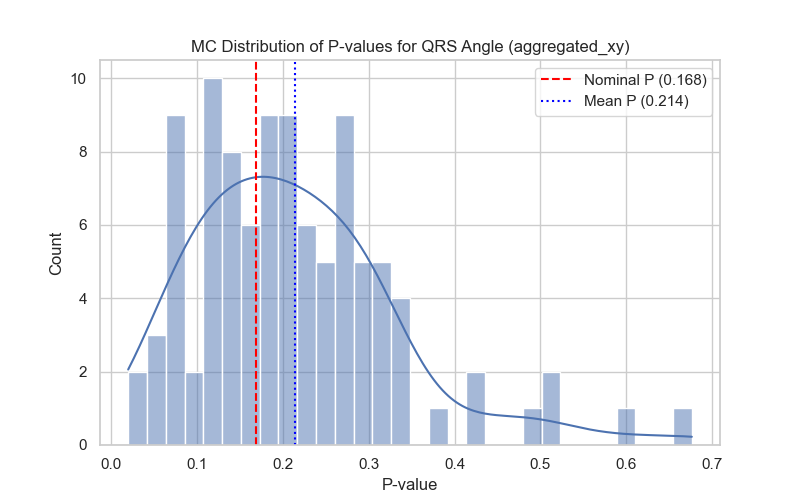 MC Distribution of P-values for QRS Angle (aggregated_xy)
Nominal P (0.168)
Mean P (0.214)
10
8
6
4
2
0
Count
0.0 0.1 0.2 0.3 0.4 0.5 0.6 0.7
P-value